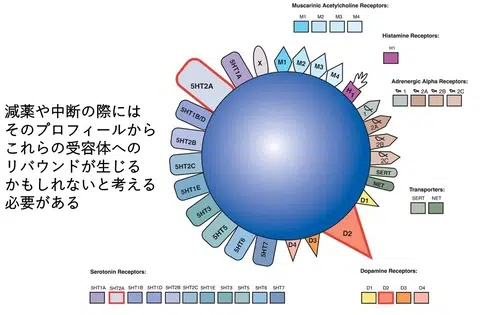 Muscarinic Acetylcholine Receptors:
M1 M2 M3 M4
Histamine Receptors:
H1
Adrenergic Alpha Receptors:
1 2A 2B 2C
減薬や中断の際には
そのプロフィールから
これらの受容体への
リバウンドが生じる
かもしれないと考える
必要がある
X
5HT1A
5HT2A
5HT1B/D
5HT2B
5HT2C
5HT1E
5HT3
5HT5
5HT6
5HT7
M1
M2
M3
M4
H1
1
2A
2B
2C
SERT
NET
D1
D2
D3
D4
Transporters:
SERT NET
Serotonin Receptors:
5HT1A 5HT2A 5HT1B 5HT1D 5HT2B 5HT2C 5HT1E 5HT3 5HT5 5HT6 5HT7
Dopamine Receptors:
D1 D2 D3 D4